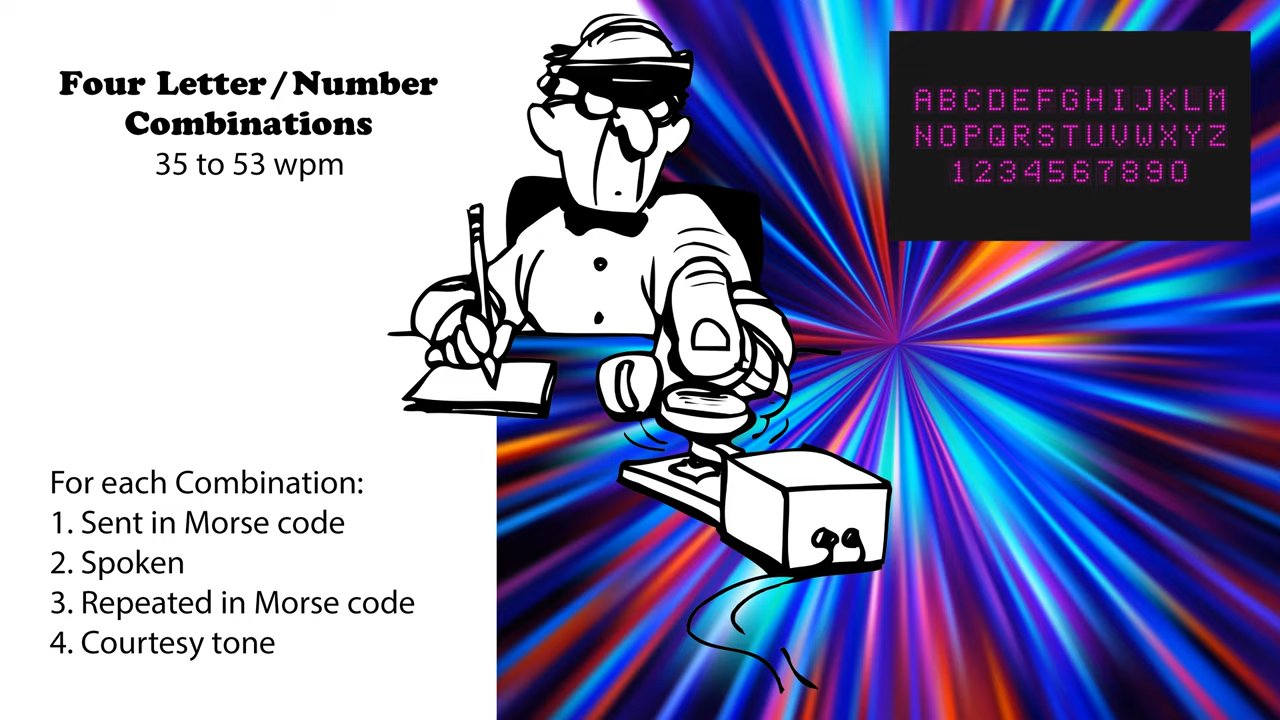 Four Letter/Number
Combinations
35 to 53 wpm
ABCDEFGHIJKLM
NOPQRSTUVWXYZ
1234567890
For each Combination:
1. Sent in Morse code
2. Spoken
3. Repeated in Morse code
4. Courtesy tone